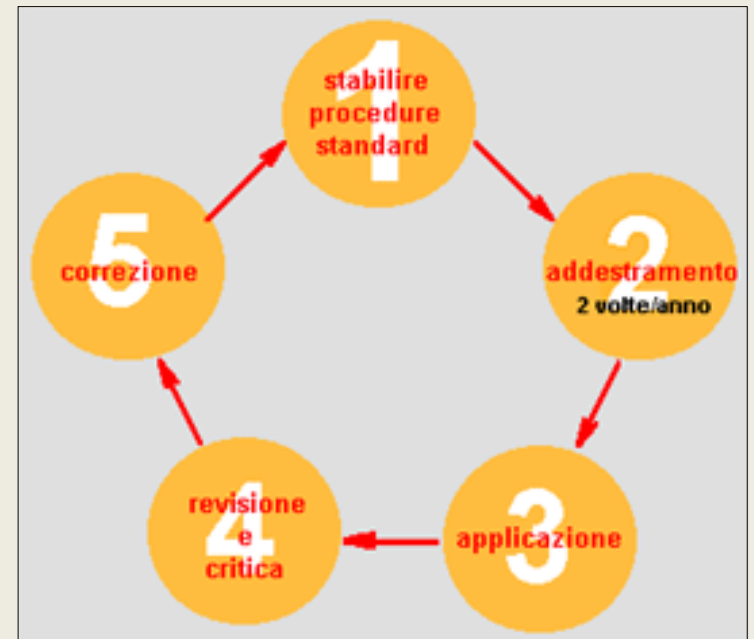 1
stabilire
procedure
standard
2
addestramento
2 volte/anno
3
applicazione
4
revisione
e
critica
5
correzione